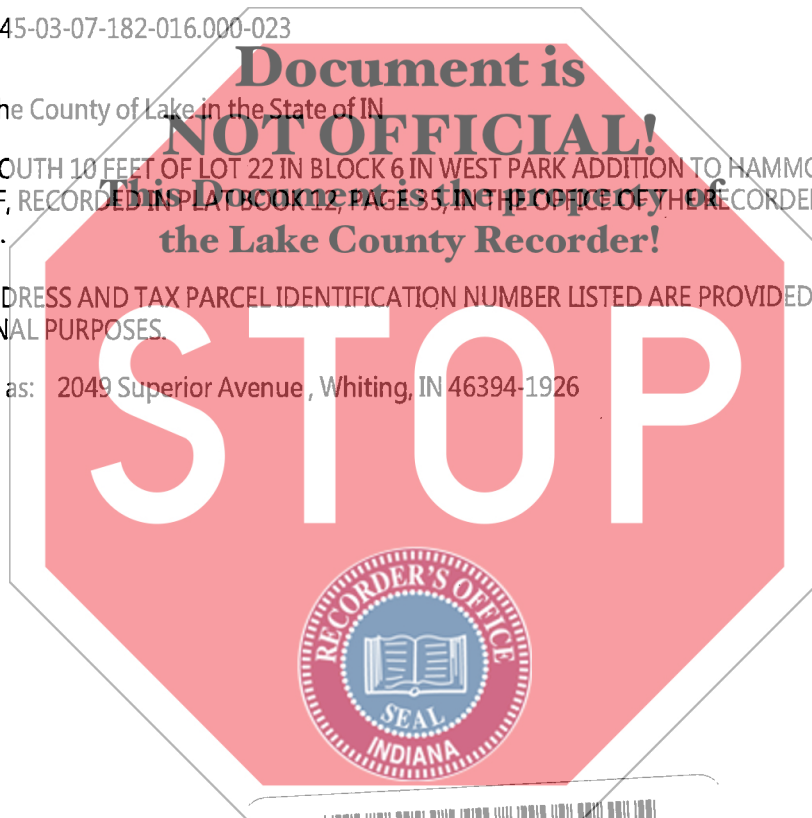 45-03-07-182-016.000-023
Document is
he County of Lake in the State of IN
NOT OFFICIAL!
OUTH 10 FEET OF LOT 22 IN BLOCK 6 IN WEST PARK ADDITION TO HAMMO
This Document is the property of
F, RECORDED IN PLAT BOOK 12, PAGE 35, IN THE OFFICE OF THE RECORDE
.
the Lake County Recorder!
DRESS AND TAX PARCEL IDENTIFICATION NUMBER LISTED ARE PROVIDED
NAL PURPOSES.
STOP
as: 2049 Superior Avenue , Whiting, IN 46394-1926
RECORDER'S OFFICE
SEAL
INDIANA